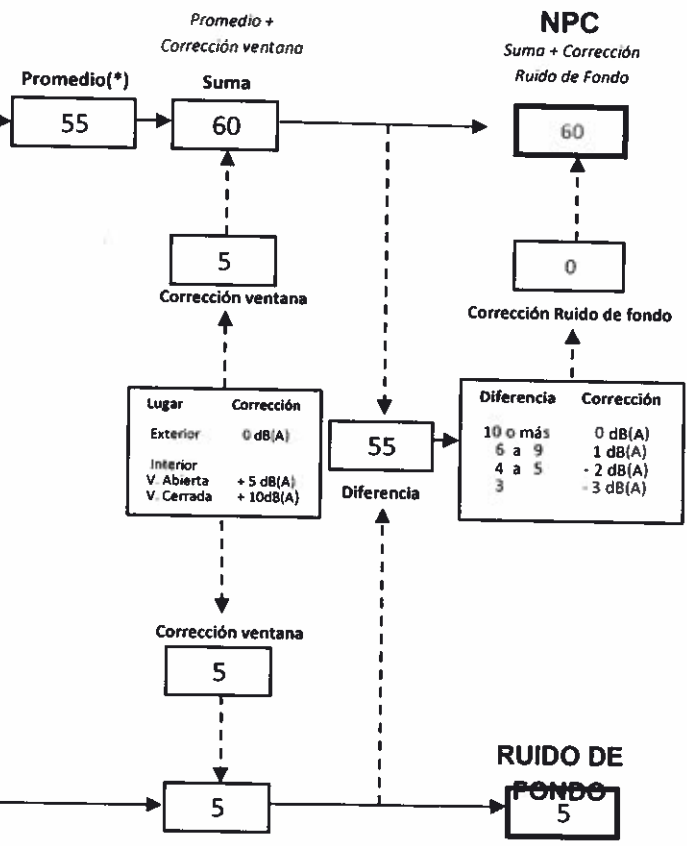 Promedio +
Corrección ventana
NPC
Suma + Corrección
Ruido de Fondo
Promedio(*)
Suma
55
60
60
5
0
Corrección ventana
Corrección Ruido de fondo
Lugar Corrección
Exterior 0 dB(A)
Interior
V. Abierta + 5 dB(A)
V. Cerrada + 10dB(A)
55
Diferencia
Diferencia Corrección
10 o más 0 dB(A)
6 a 9 1 dB(A)
4 a 5 - 2 dB(A)
3 - 3 dB(A)
Corrección ventana
5
5
RUIDO DE
FONDO
5